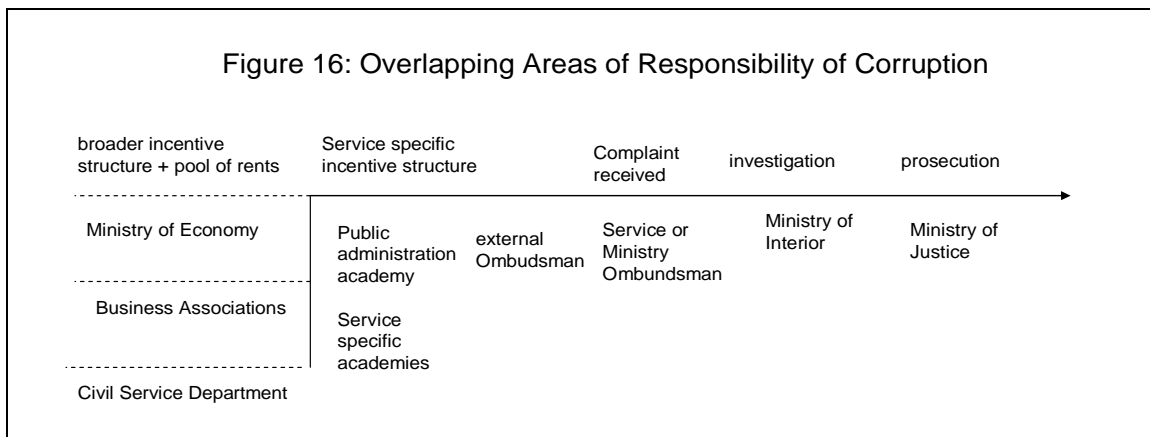 Figure 16: Overlapping Areas of Responsibility of Corruption
broader incentive
structure + pool of rents
Service specific
incentive structure
Complaint
received
investigation
prosecution
Ministry of Economy
Public
administration
academy
external
Ombudsman
Service or
Ministry
Ombundsman
Ministry of
Interior
Ministry of
Justice
Business Associations
Service
specific
academies
Civil Service Department